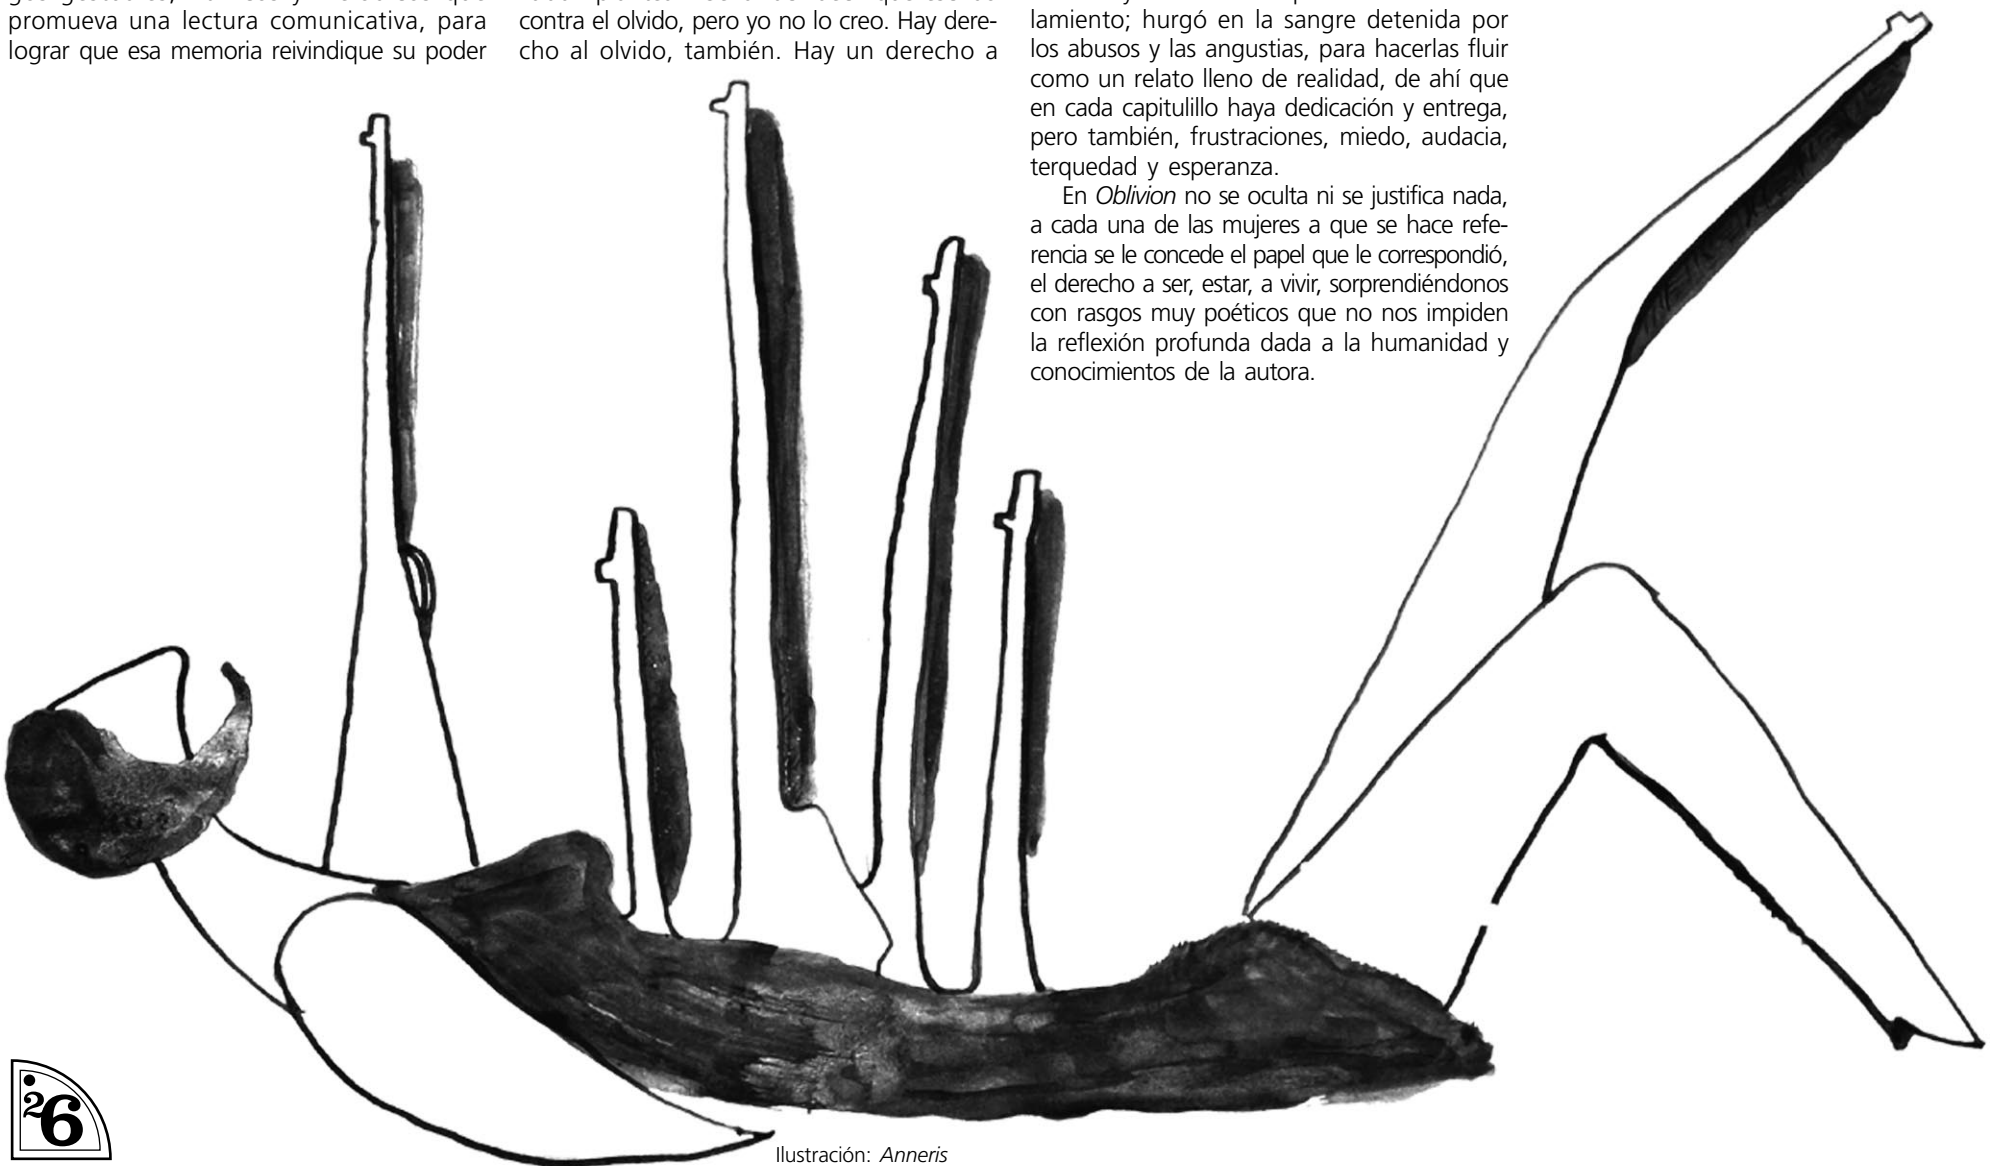 promueva una lectura comunicativa, para
lograr que esa memoria reivindique su poder
contra el olvido, pero yo no lo creo. Hay dere-
cho al olvido, también. Hay un derecho a
lamiento; hurgó en la sangre detenida por
los abusos y las angustias, para hacerlas fluir
como un relato lleno de realidad, de ahí que
en cada capitulillo haya dedicación y entrega,
pero también, frustraciones, miedo, audacia,
terquedad y esperanza.
En Oblivion no se oculta ni se justifica nada,
a cada una de las mujeres a que se hace refe-
rencia se le concede el papel que le correspondió,
el derecho a ser, estar, a vivir, sorprendiéndonos
con rasgos muy poéticos que no nos impiden
la reflexión profunda dada a la humanidad y
conocimientos de la autora.
26
Ilustración: Anneris